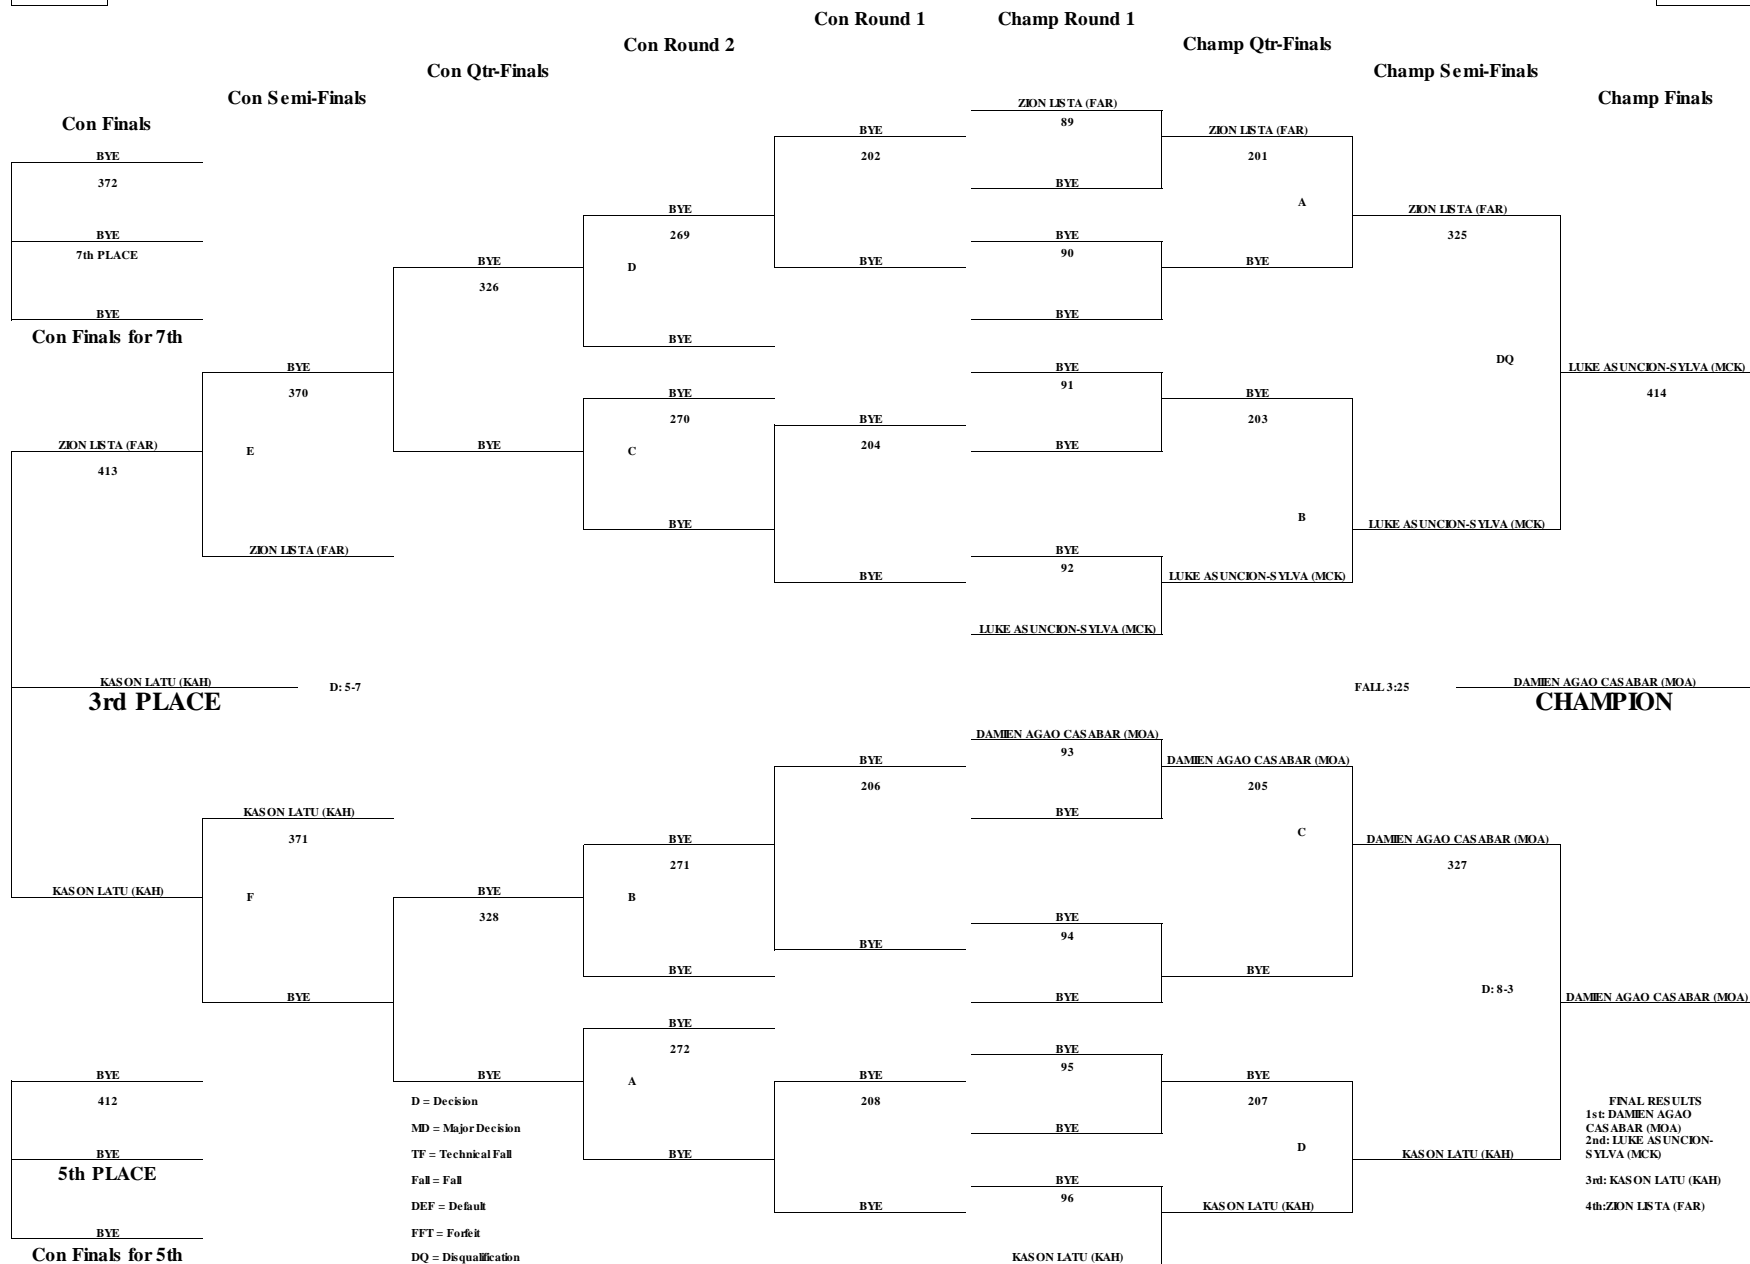 Con Round 1
Champ Round 1
Con Round 2
Champ Qtr-Finals
Con Qtr-Finals
Champ Semi-Finals
Con Semi-Finals
Champ Finals
Con Finals
ZION LISTA (FAR)
89
BYE
BYE
ZION LISTA (FAR)
BYE
202
201
372
BYE
A
BYE
ZION LISTA (FAR)
BYE
269
BYE
325
7th PLACE
90
BYE
D
BYE
BYE
326
BYE
BYE
Con Finals for 7th
BYE
DQ
BYE
BYE
LUKE ASUNCION-SYLVA (MCK)
370
91
414
BYE
BYE
270
BYE
203
ZION LISTA (FAR)
E
BYE
C
204
BYE
413
B
BYE
LUKE ASUNCION-SYLVA (MCK)
ZION LISTA (FAR)
BYE
92
BYE
LUKE ASUNCION-SYLVA (MCK)
LUKE ASUNCION-SYLVA (MCK)
KASON LATU (KAH)
D: 5-7
FALL 3:25
DAMIEN AGAO CASABAR (MOA)
3rd PLACE
CHAMPION
DAMIEN AGAO CASABAR (MOA)
93
BYE
DAMIEN AGAO CASABAR (MOA)
206
205
KASON LATU (KAH)
BYE
371
C
BYE
DAMIEN AGAO CASABAR (MOA)
271
327
KASON LATU (KAH)
F
BYE
B
328
BYE
94
BYE
BYE
BYE
D: 8-3
BYE
BYE
DAMIEN AGAO CASABAR (MOA)
BYE
272
BYE
95
BYE
BYE
A
BYE
BYE
412
D = Decision
208
207
FINAL RESULTS
1st: DAMIEN AGAO
CASABAR (MOA)
MD = Major Decision
BYE
2nd: LUKE ASUNCION-
SYLVA (MCK)
D
BYE
TF = Technical Fall
BYE
KASON LATU (KAH)
5th PLACE
Fall = Fall
BYE
3rd: KASON LATU (KAH)
96
DEF = Default
BYE
KASON LATU (KAH)
4th:ZION LISTA (FAR)
BYE
FFT = Forfeit
Con Finals for 5th
DQ = Disqualification
KASON LATU (KAH)